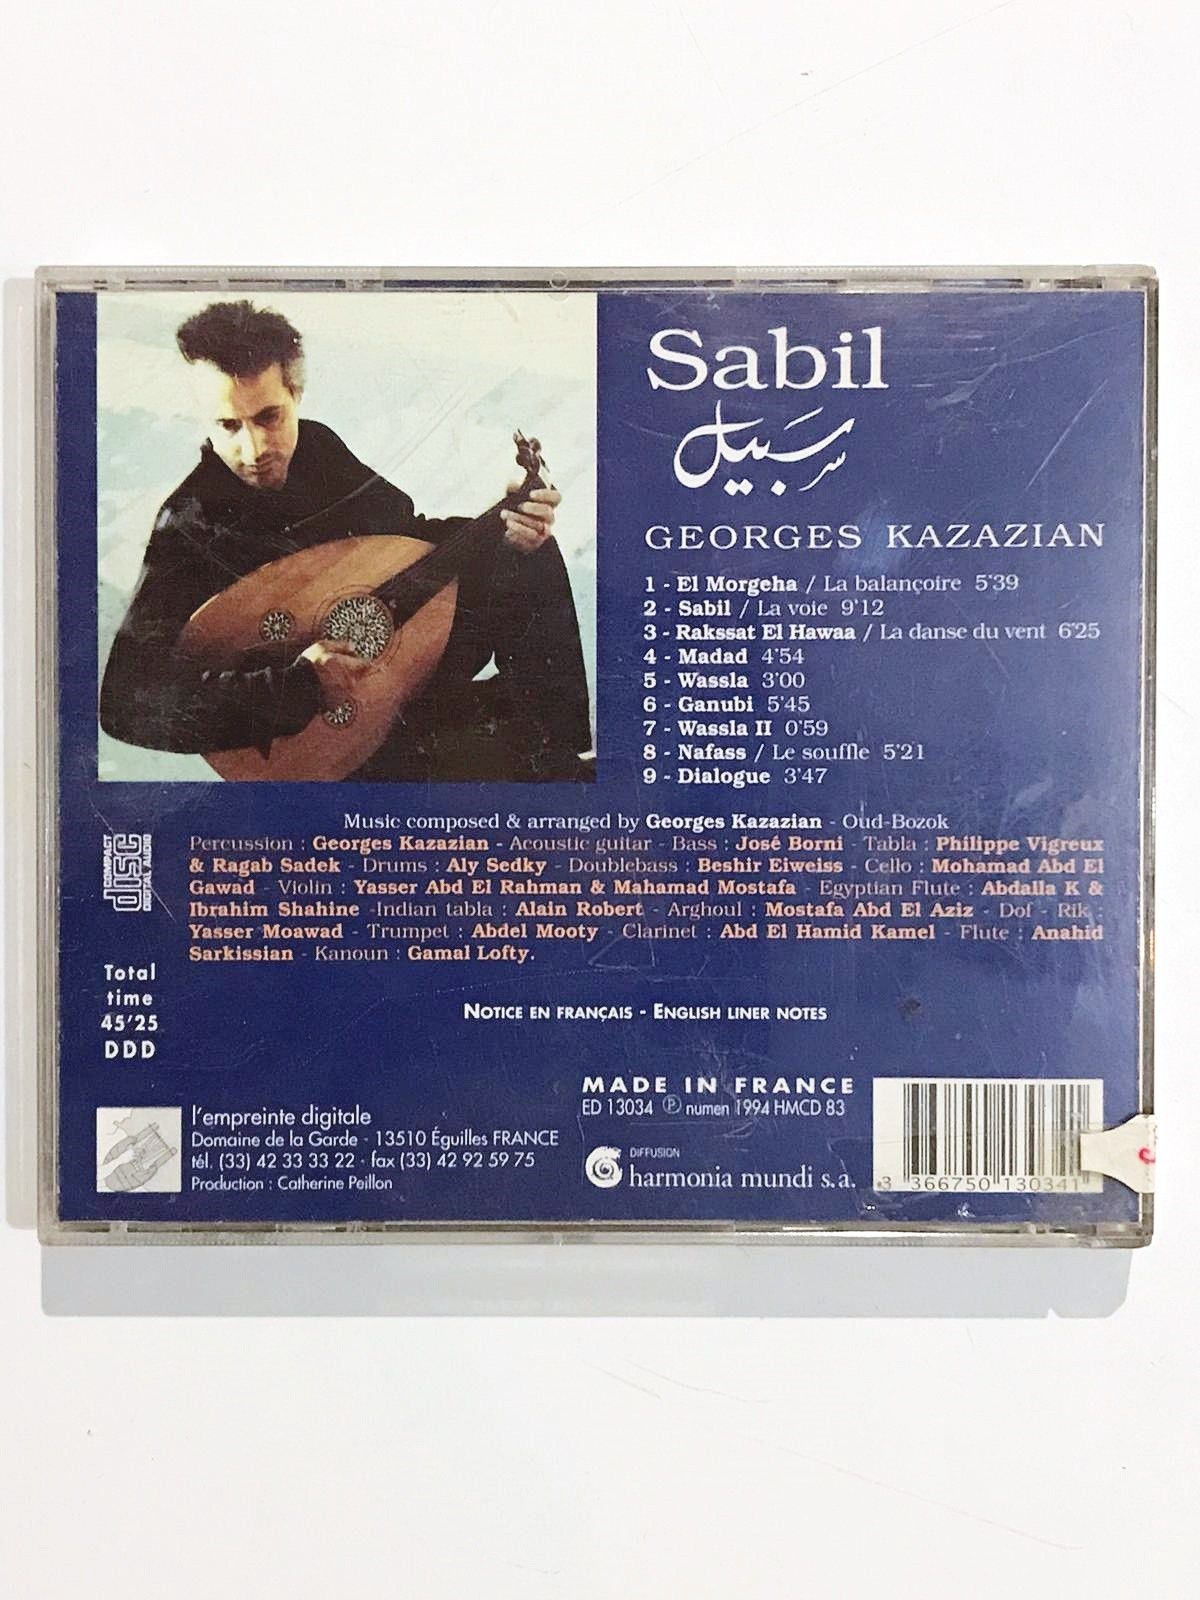 Sabil
سبيل
GEORGES KAZAZIAN
1 - El Morgeha / La balançoire 5'39
2 - Sabil / La voie 9'12
3 - Rakssat El Hawaa / La danse du vent 6'25
4 - Madad 4'54
5 - Wassla 3'00
6 - Ganubi 5'45
7 - Wassla II 0'59
8 - Nafass / Le souffle 5'21
9 - Dialogue 3'47
Music composed & arranged by Georges Kazazian - Oud-Bozok
Percussion : Georges Kazazian - Acoustic guitar - Bass : José Borni - Tabla : Philippe Vigreux
& Ragab Sadek - Drums : Aly Sedky - Doublebass : Beshir Eiweiss - Cello : Mohamad Abd El
Gawad - Violin : Yasser Abd El Rahman & Mahamad Mostafa - Egyptian Flute : Abdalla K &
Ibrahim Shahine -Indian tabla : Alain Robert - Arghoul : Mostafa Abd El Aziz - Dof - Rik :
Yasser Moawad - Trumpet : Abdel Mooty - Clarinet : Abd El Hamid Kamel - Flute : Anahid
Sarkissian - Kanoun : Gamal Lofty.
COMPACT
disc
DIGITAL AUDIO
Total
time
45'25
DDD
NOTICE EN FRANÇAIS - ENGLISH LINER NOTES
l'empreinte digitale
Domaine de la Garde - 13510 Éguilles FRANCE
tél. (33) 42 33 33 22 - fax (33) 42 92 59 75
Production : Catherine Peillon
MADE IN FRANCE
ED 13034 ℗ numen 1994 HMCD 83
DIFFUSION
harmonia mundi s.a.
3 366750 130341